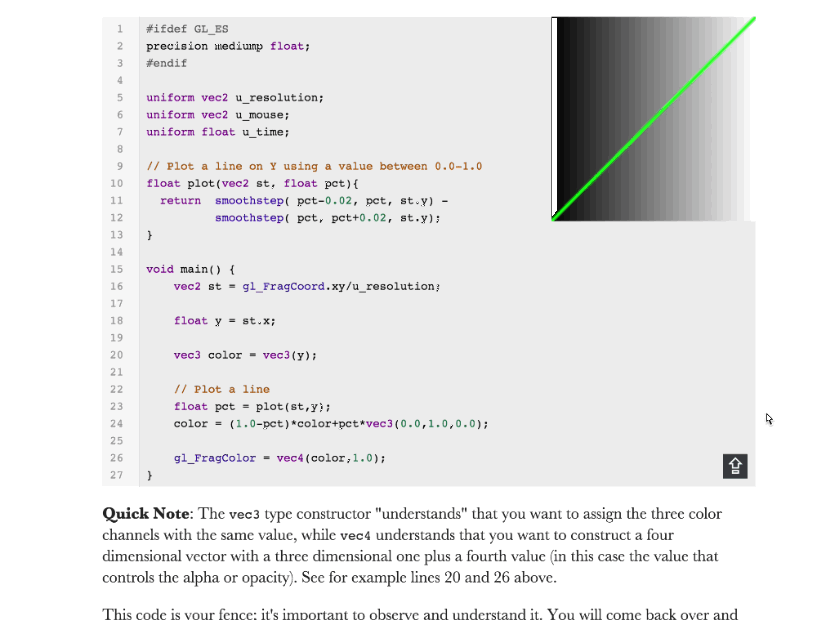 1 #ifdef GL_ES
2 precision mediump float;
3 #endif
4
5 uniform vec2 u_resolution;
6 uniform vec2 u_mouse;
7 uniform float u_time;
8
9 // Plot a line on Y using a value between 0.0-1.0
10 float plot(vec2 st, float pct){
11 return smoothstep( pct-0.02, pct, st.y) -
12 smoothstep( pct, pct+0.02, st.y);
13 }
14
15 void main() {
16 vec2 st = gl_FragCoord.xy/u_resolution;
17
18 float y = st.x;
19
20 vec3 color = vec3(y);
21
22 // Plot a line
23 float pct = plot(st,y);
24 color = (1.0-pct)*color+pct*vec3(0.0,1.0,0.0);
25
26 gl_FragColor = vec4(color,1.0);
27 }
Quick Note: The vec3 type constructor "understands" that you want to assign the three color
channels with the same value, while vec4 understands that you want to construct a four
dimensional vector with a three dimensional one plus a fourth value (in this case the value that
controls the alpha or opacity). See for example lines 20 and 26 above.
This code is your fence; it's important to observe and understand it. You will come back over and